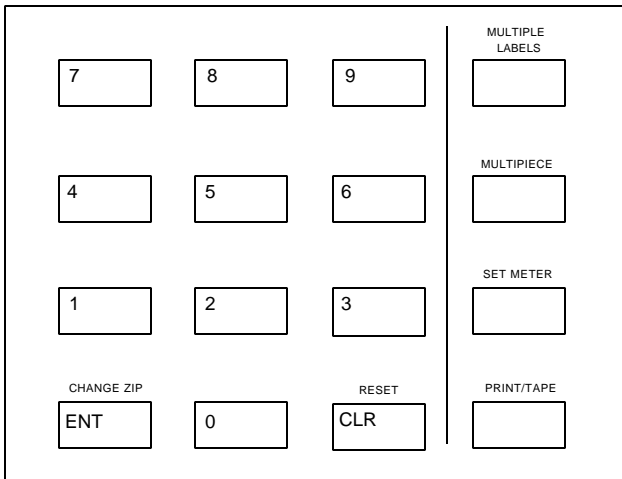 MULTIPLE
LABELS
7 8 9
MULTIPIECE
4 5 6
SET METER
1 2 3
CHANGE ZIP RESET PRINT/TAPE
ENT 0 CLR